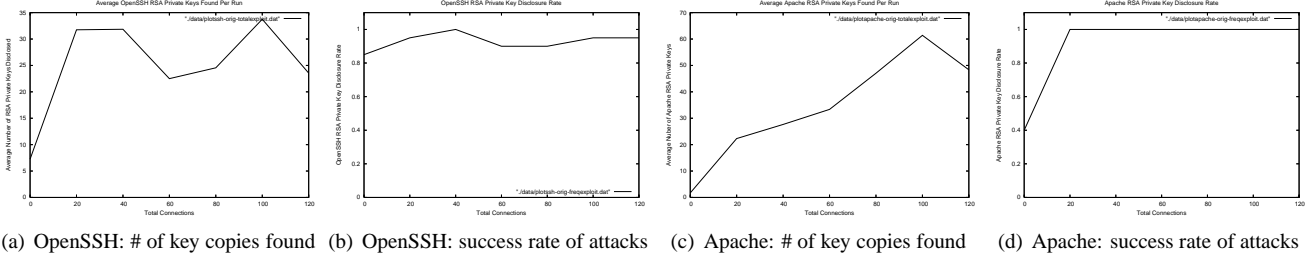 Average OpenSSH RSA Private Keys Found Per Run
"./data/plotssh-orig-totalexploit.dat"
Average Number of RSA Private Keys Disclosed
35
30
25
20
15
10
5
0
0 20 40 60 80 100 120
Total Connections
(a) OpenSSH: # of key copies found
OpenSSH RSA Private Key Disclosure Rate
OpenSSH RSA Private Key Disclosure Rate
1
0.8
0.6
0.4
0.2
0
"./data/plotssh-orig-freqexploit.dat"
0 20 40 60 80 100 120
Total Connections
(b) OpenSSH: success rate of attacks
Average Apache RSA Private Keys Found Per Run
"./data/plotapache-orig-totalexploit.dat"
Average Nuber of Apache RSA Private Keys
70
60
50
40
30
20
10
0
0 20 40 60 80 100 120
Total Connections
(c) Apache: # of key copies found
Apache RSA Private Key Disclosure Rate
"./data/plotapache-orig-freqexploit.dat"
Apache RSA Private Key Disclosure Rate
1
0.8
0.6
0.4
0.2
0
0 20 40 60 80 100 120
Total Connections
(d) Apache: success rate of attacks